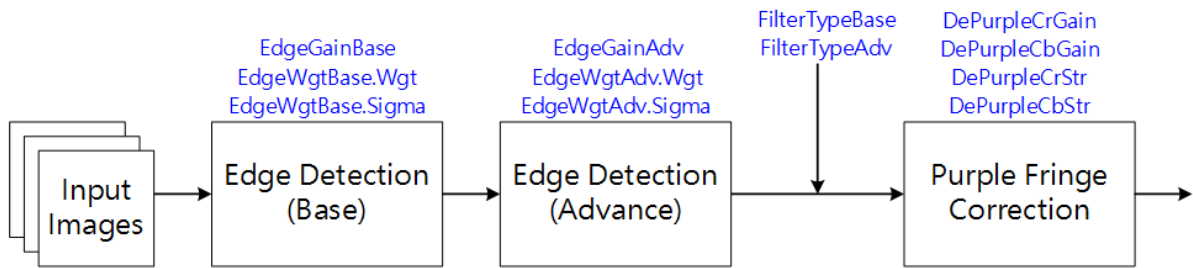 EdgeGainBase
EdgeWgtBase.Wgt
EdgeWgtBase.Sigma
EdgeGainAdv
EdgeWgtAdv.Wgt
EdgeWgtAdv.Sigma
FilterTypeBase
FilterTypeAdv
DePurpleCrGain
DePurpleCbGain
DePurpleCrStr
DePurpleCbStr
Input
Images
Edge Detection
(Base)
Edge Detection
(Advance)
Purple Fringe
Correction